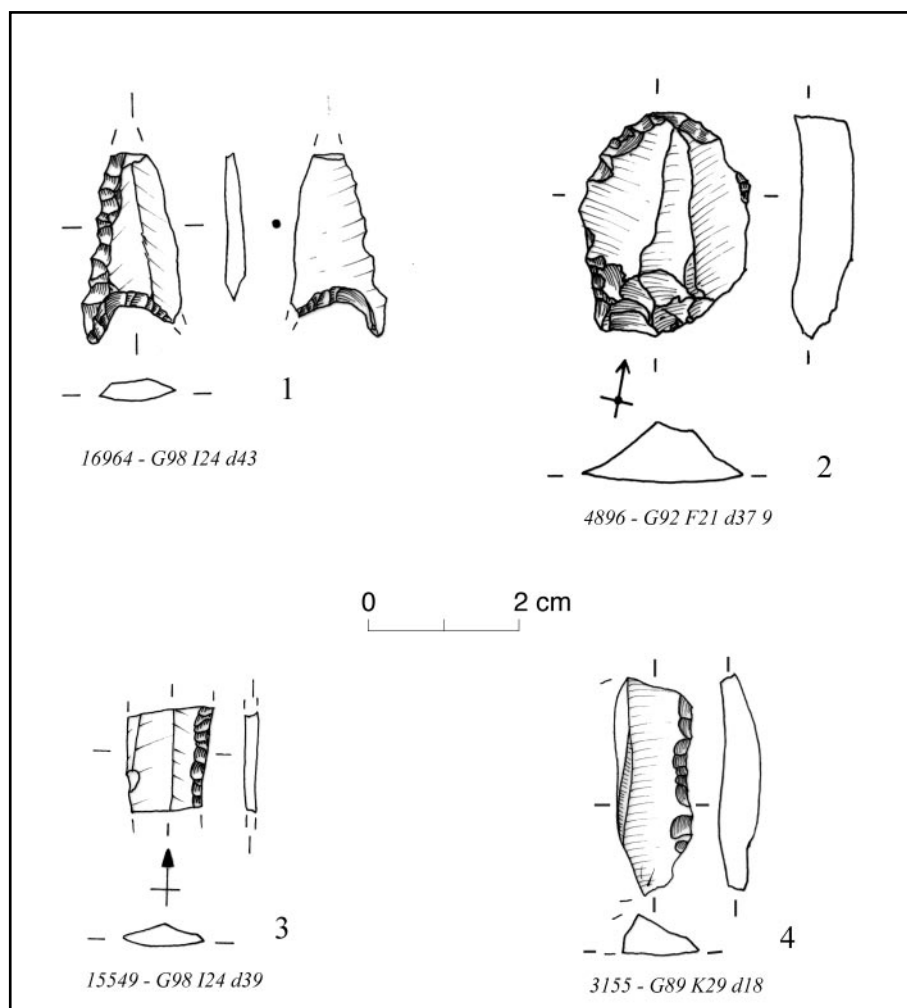 1
16964 - G98 I24 d43
2
4896 - G92 F21 d37 9
0 2 cm
3
15549 - G98 I24 d39
4
3155 - G89 K29 d18